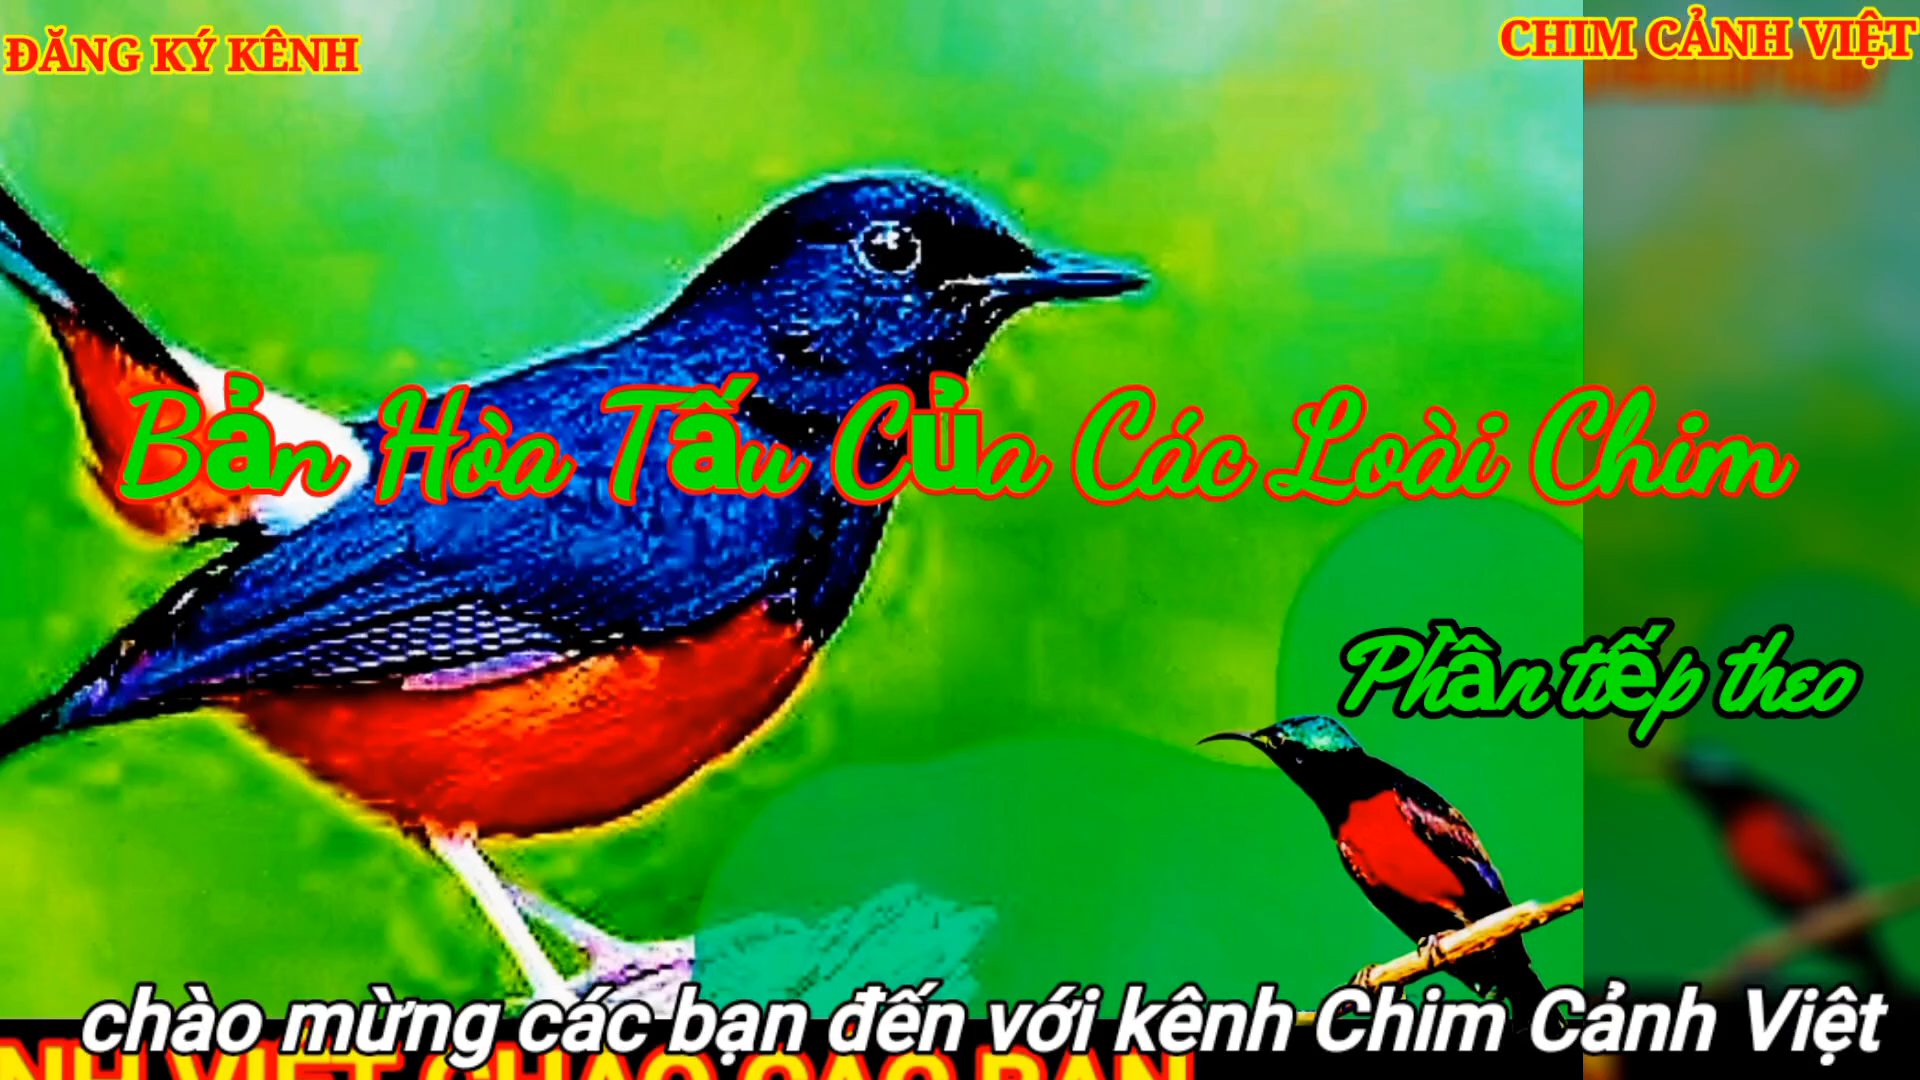 ĐĂNG KÝ KÊNH
CHIM CẢNH VIỆT
Bản Hòa Tấu Của Các Loài Chim
Phần tiếp theo
chào mừng các bạn đến với kênh Chim Cảnh Việt